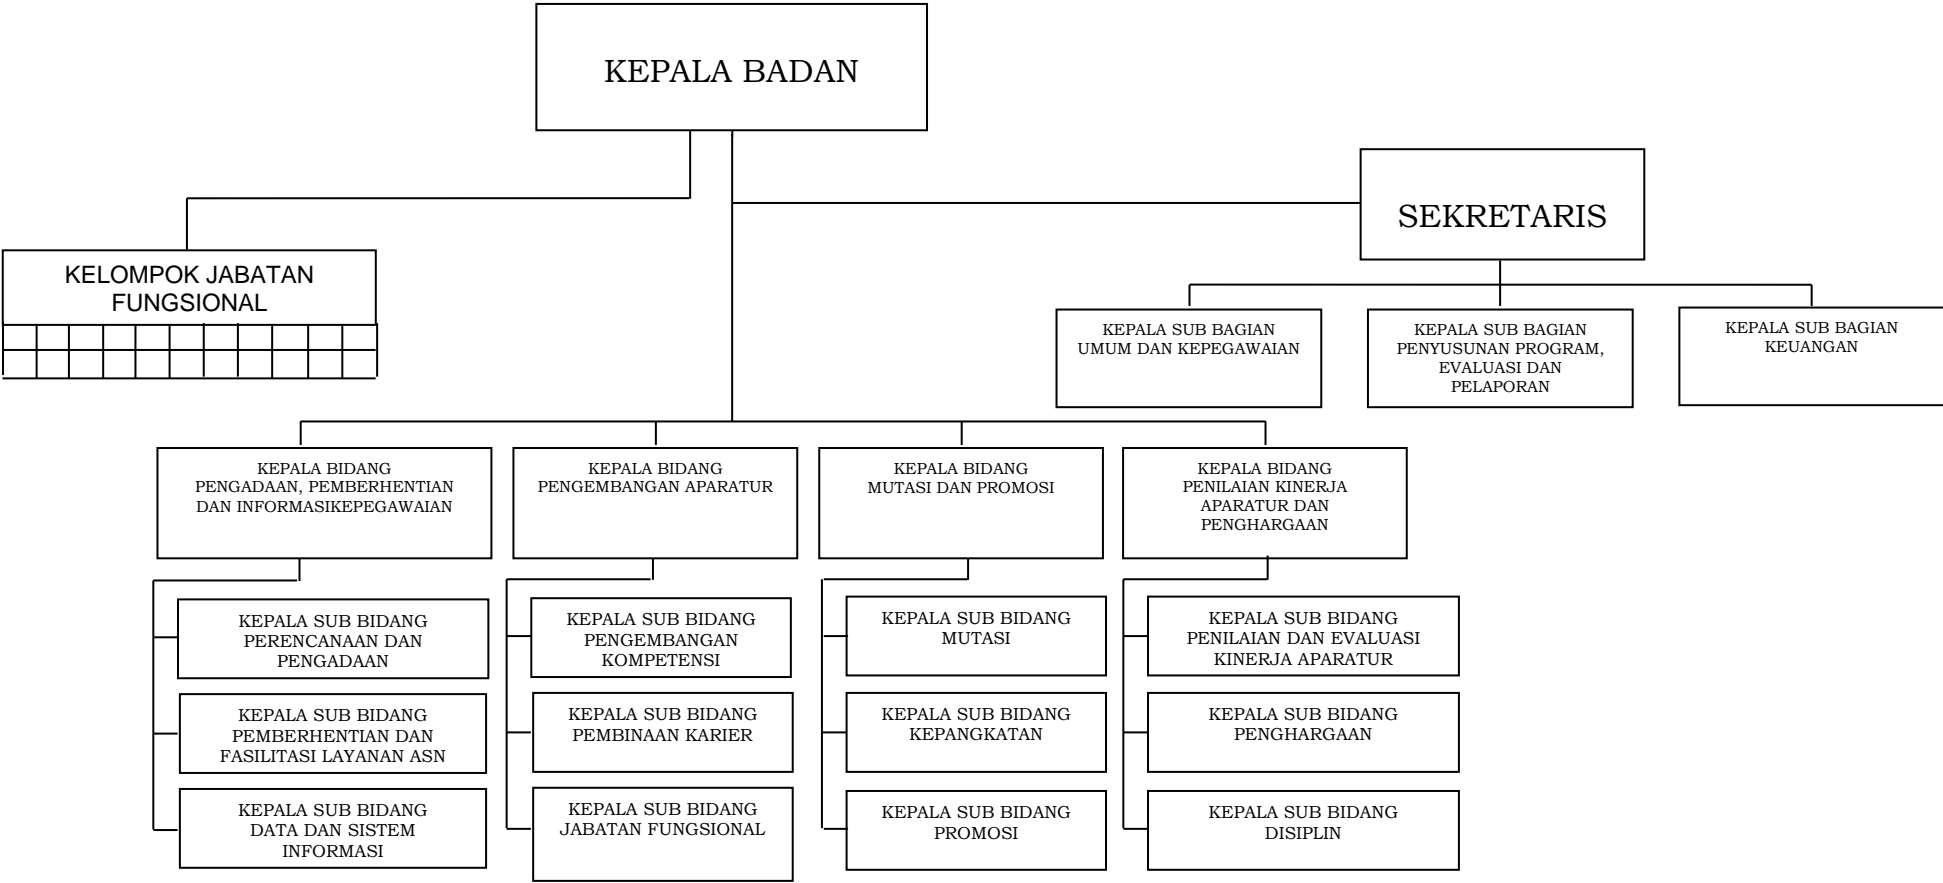 KEPALA BADAN
SEKRETARIS
KELOMPOK JABATAN
FUNGSIONAL
KEPALA SUB BAGIAN
UMUM DAN KEPEGAWAIAN
KEPALA SUB BAGIAN
PENYUSUNAN PROGRAM,
EVALUASI DAN
PELAPORAN
KEPALA SUB BAGIAN
KEUANGAN
KEPALA BIDANG
PENGADAAN, PEMBERHENTIAN
DAN INFORMASIKEPEGAWAIAN
KEPALA BIDANG
PENGEMBANGAN APARATUR
KEPALA BIDANG
MUTASI DAN PROMOSI
KEPALA BIDANG
PENILAIAN KINERJA
APARATUR DAN
PENGHARGAAN
KEPALA SUB BIDANG
PERENCANAAN DAN
PENGADAAN
KEPALA SUB BIDANG
PENGEMBANGAN
KOMPETENSI
KEPALA SUB BIDANG
MUTASI
KEPALA SUB BIDANG
PENILAIAN DAN EVALUASI
KINERJA APARATUR
KEPALA SUB BIDANG
PEMBERHENTIAN DAN
FASILITASI LAYANAN ASN
KEPALA SUB BIDANG
PEMBINAAN KARIER
KEPALA SUB BIDANG
KEPANGKATAN
KEPALA SUB BIDANG
PENGHARGAAN
KEPALA SUB BIDANG
DATA DAN SISTEM
INFORMASI
KEPALA SUB BIDANG
JABATAN FUNGSIONAL
KEPALA SUB BIDANG
PROMOSI
KEPALA SUB BIDANG
DISIPLIN